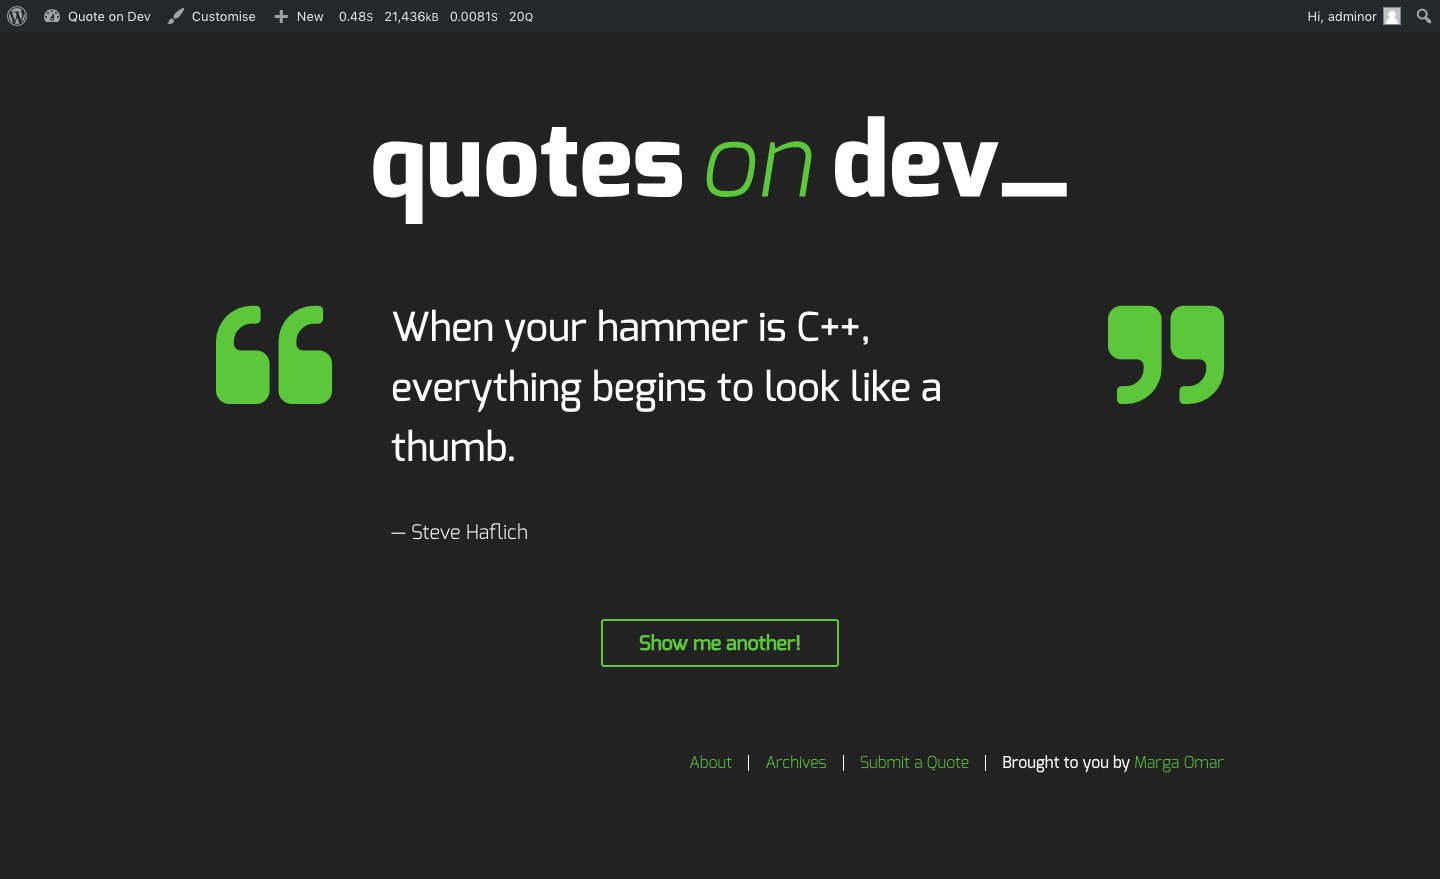 Quote on Dev Customise New 0.48S 21,436KB 0.0081S 20Q Hi, adminor
quotes on dev_
When your hammer is C++,
everything begins to look like a
thumb.
— Steve Haflich
Show me another!
About | Archives | Submit a Quote | Brought to you by Marga Omar